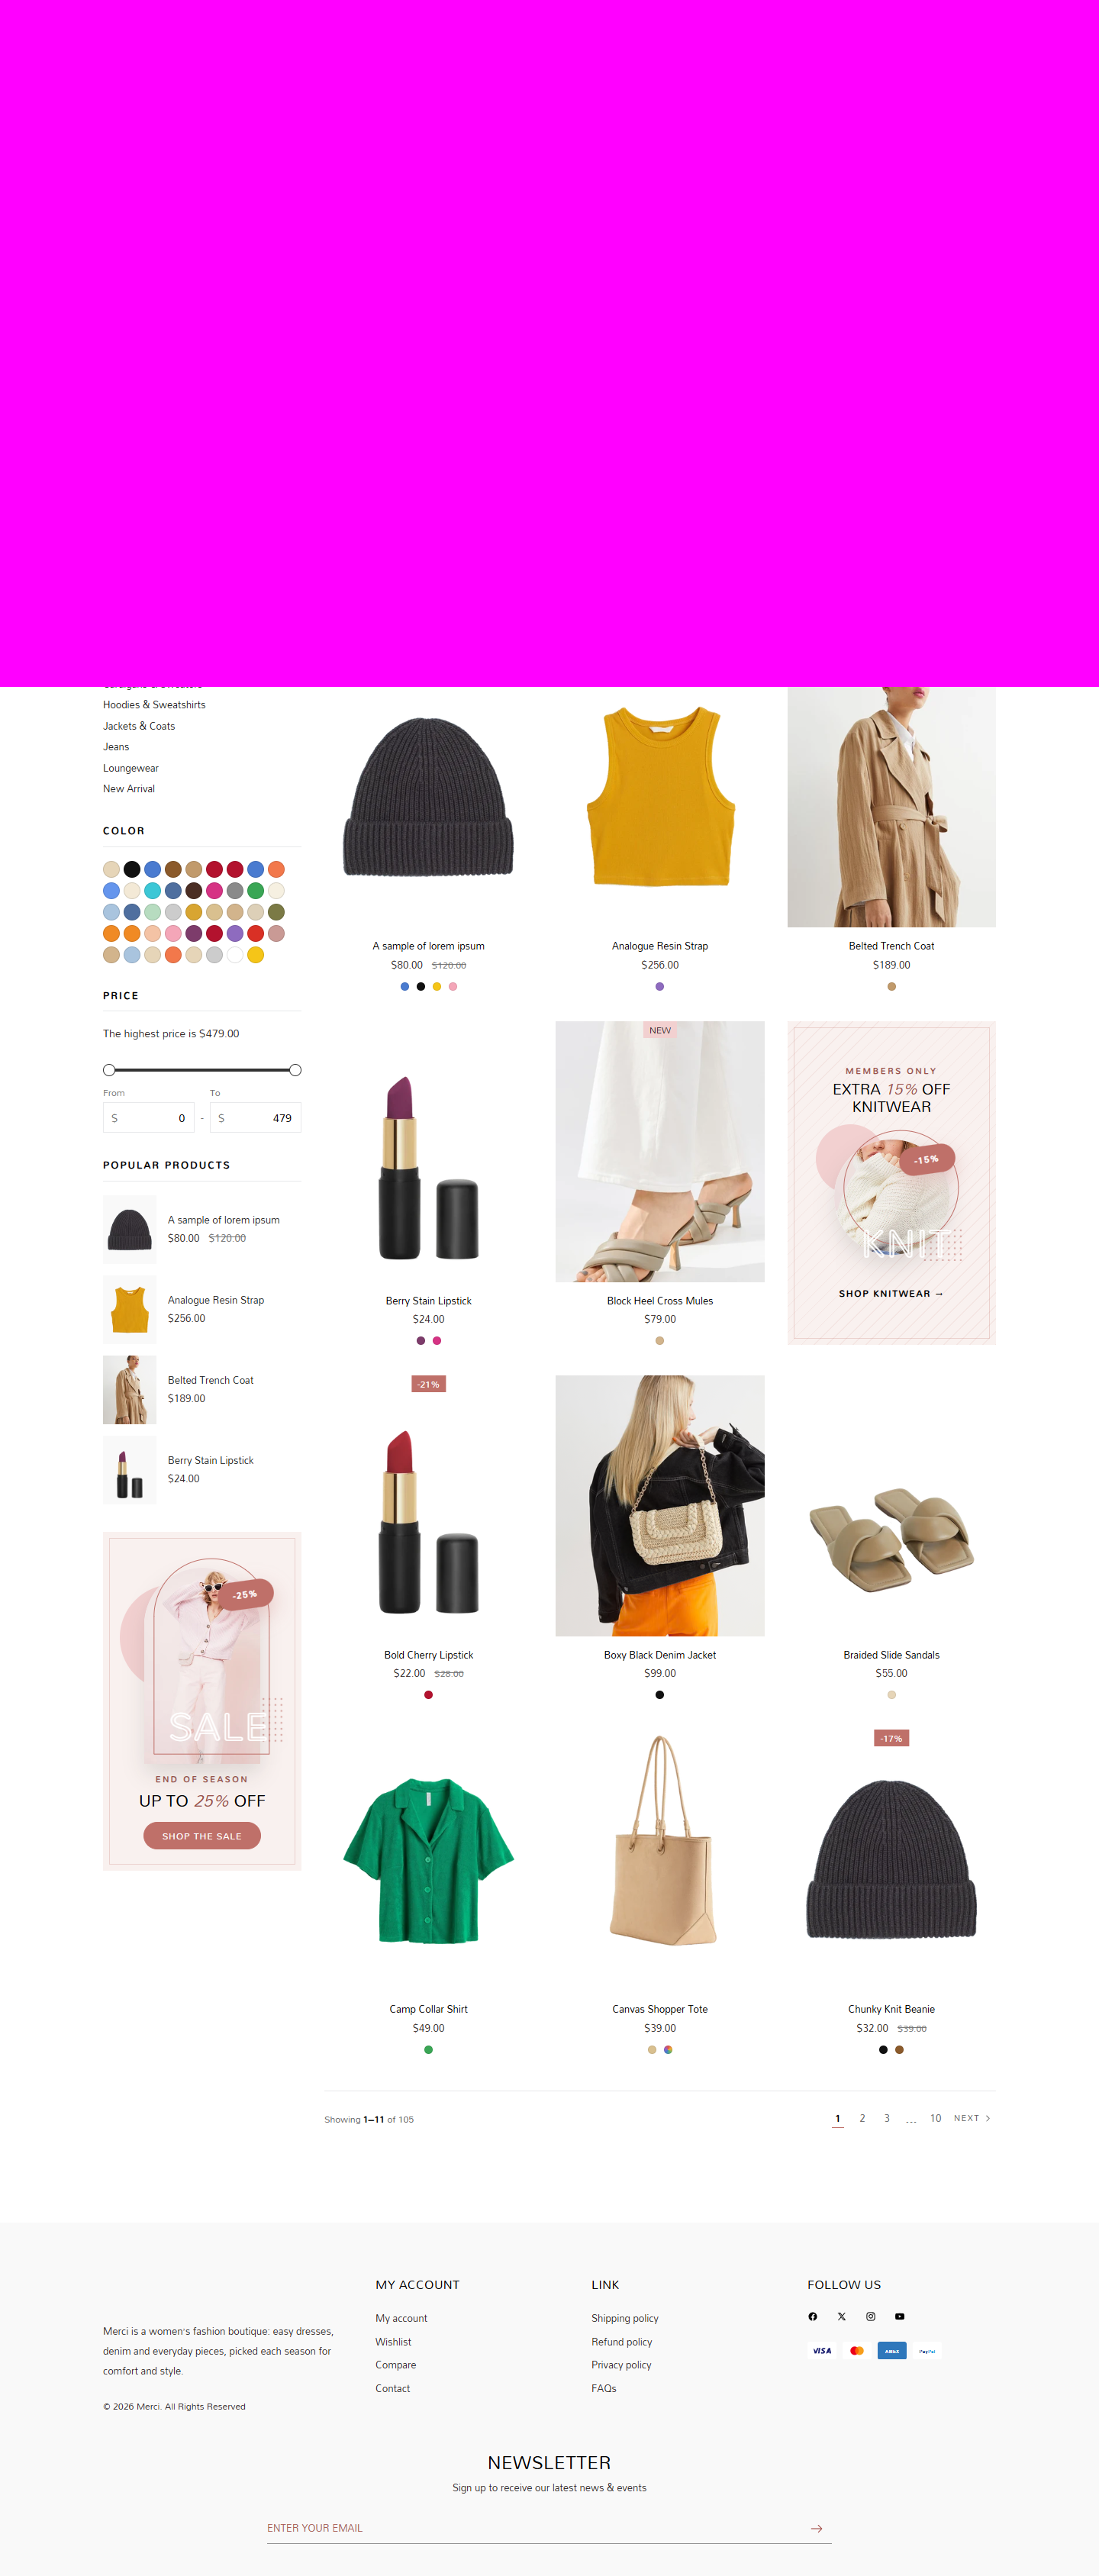 Hoodies & Sweatshirts
Jackets & Coats
Jeans
Loungewear
New Arrival
COLOR
PRICE
The highest price is $479.00
From
To
$ 0 - $ 479
POPULAR PRODUCTS
A sample of lorem ipsum
$80.00 $120.00
Analogue Resin Strap
$256.00
Belted Trench Coat
$189.00
Berry Stain Lipstick
$24.00
-25%
SALE
END OF SEASON
UP TO 25% OFF
SHOP THE SALE
A sample of lorem ipsum
$80.00 $120.00
Analogue Resin Strap
$256.00
Belted Trench Coat
$189.00
Berry Stain Lipstick
$24.00
NEW
Block Heel Cross Mules
$79.00
MEMBERS ONLY
EXTRA 15% OFF
KNITWEAR
-15%
KNIT
SHOP KNITWEAR →
-21%
Bold Cherry Lipstick
$22.00 $28.00
Boxy Black Denim Jacket
$99.00
Braided Slide Sandals
$55.00
Camp Collar Shirt
$49.00
Canvas Shopper Tote
$39.00
-17%
Chunky Knit Beanie
$32.00 $39.00
Showing 1–11 of 105
1 2 3 ... 10 NEXT
Merci is a women's fashion boutique: easy dresses,
denim and everyday pieces, picked each season for
comfort and style.
© 2026 Merci. All Rights Reserved
MY ACCOUNT
My account
Wishlist
Compare
Contact
LINK
Shipping policy
Refund policy
Privacy policy
FAQs
FOLLOW US
VISA
AMEX
PayPal
NEWSLETTER
Sign up to receive our latest news & events
ENTER YOUR EMAIL